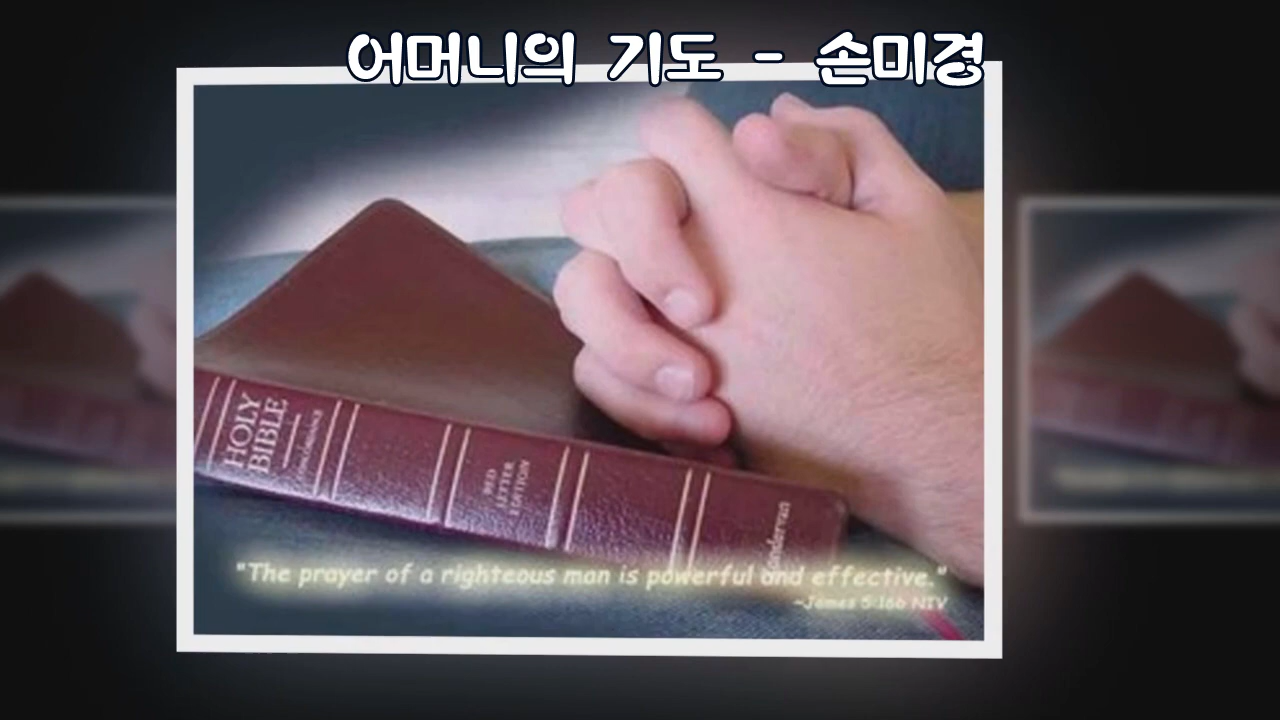 어머니의 기도 - 손미경
HOLY
BIBLE
RED
LETTER
EDITION
Zondervan
"The prayer of a righteous man is powerful and effective."
~James 5:16b NIV